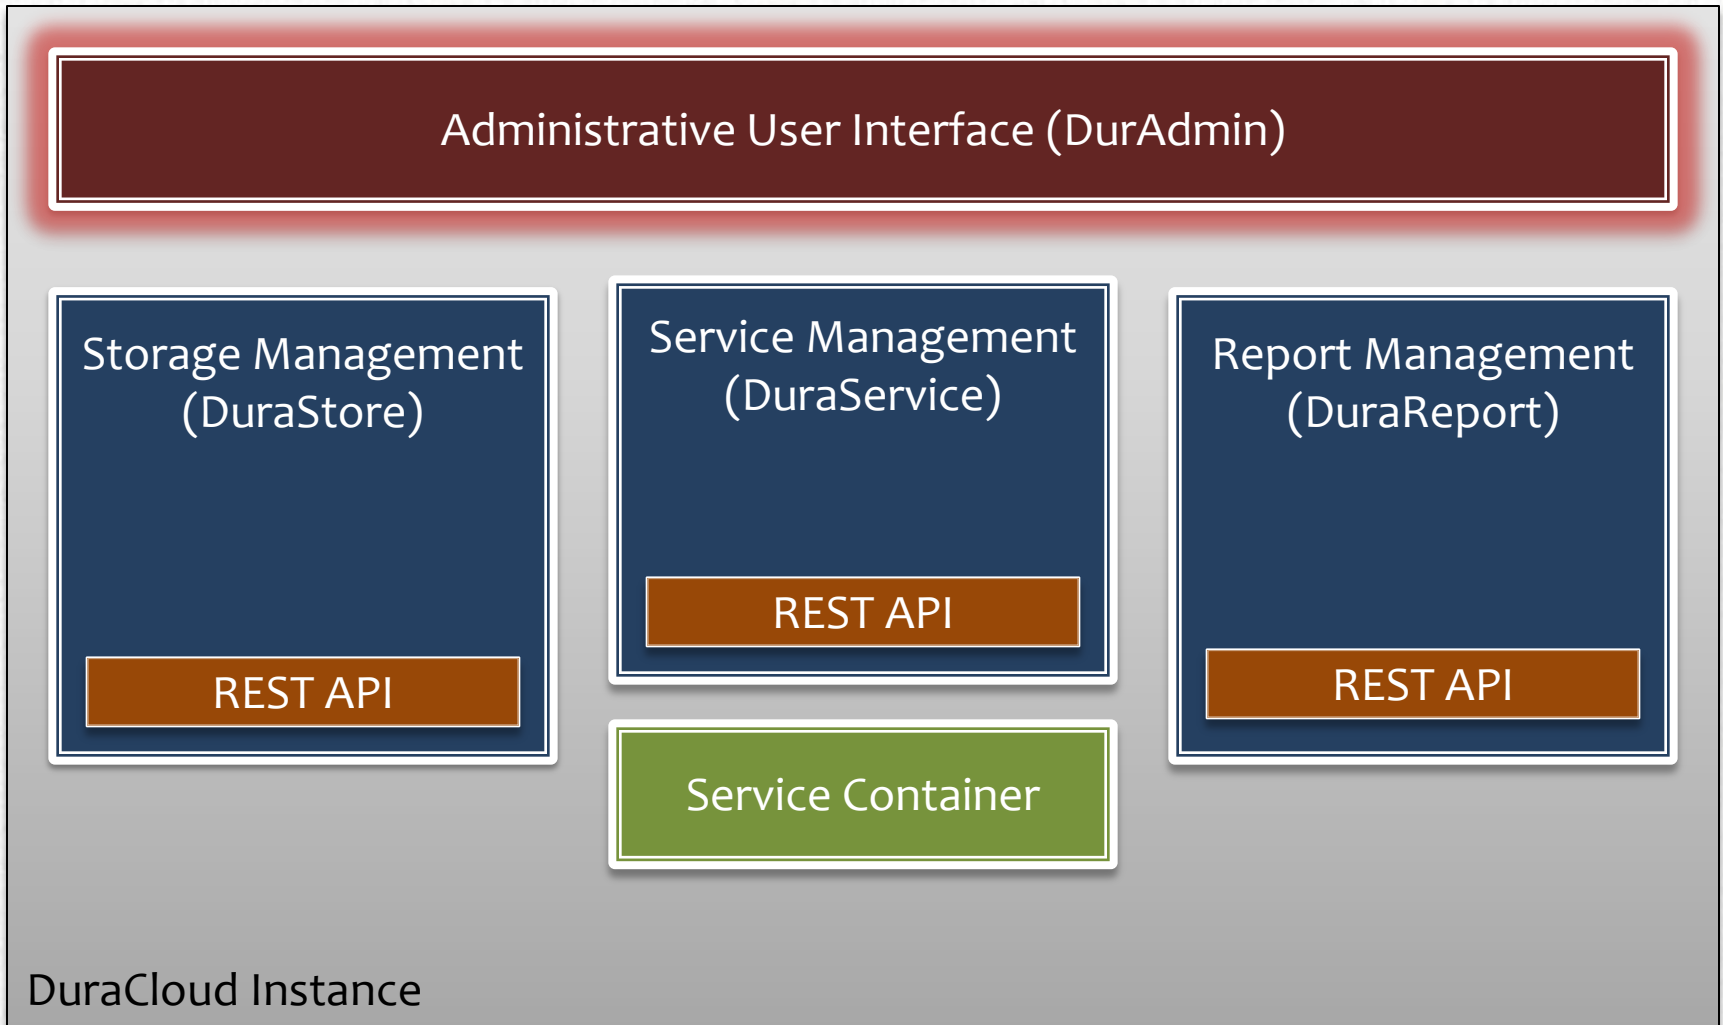 Administrative User Interface (DurAdmin)
Storage Management
(DuraStore)
REST API
Service Management
(DuraService)
REST API
Report Management
(DuraReport)
REST API
Service Container
DuraCloud Instance